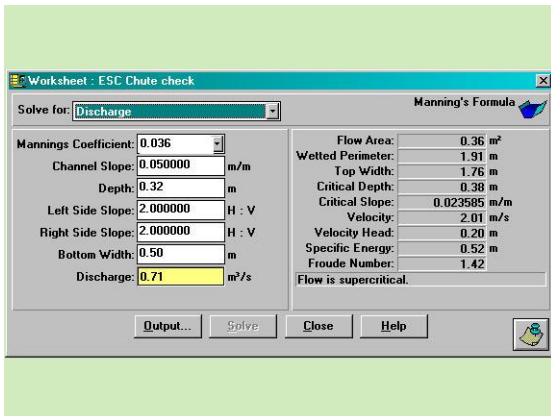 Worksheet : ESC Chute check
Solve for: Discharge
Manning's Formula
Mannings Coefficient: 0.036
Channel Slope: 0.050000 m/m
Depth: 0.32 m
Left Side Slope: 2.000000 H : V
Right Side Slope: 2.000000 H : V
Bottom Width: 0.50 m
Discharge: 0.71 m³/s
Flow Area: 0.36 m²
Wetted Perimeter: 1.91 m
Top Width: 1.76 m
Critical Depth: 0.38 m
Critical Slope: 0.023585 m/m
Velocity: 2.01 m/s
Velocity Head: 0.20 m
Specific Energy: 0.52 m
Froude Number: 1.42
Flow is supercritical.
Output... Solve Close Help